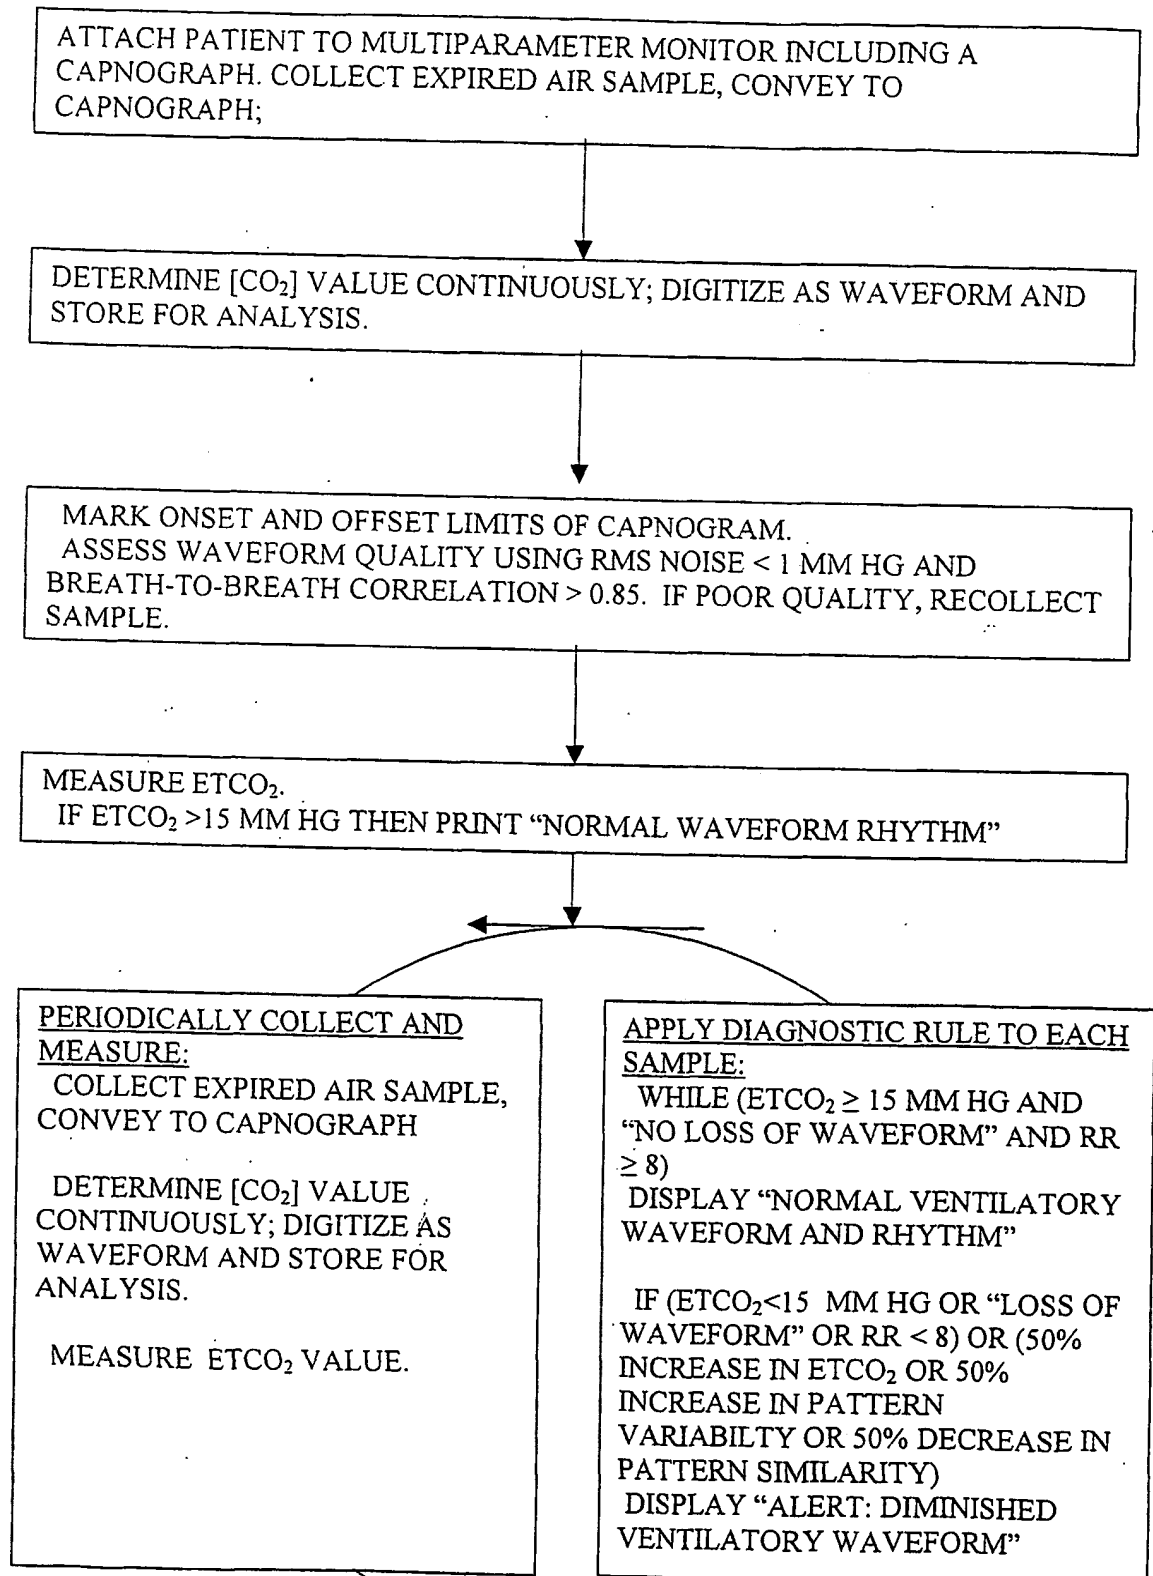 ATTACH PATIENT TO MULTIPARAMETER MONITOR INCLUDING A
CAPNOGRAPH. COLLECT EXPIRED AIR SAMPLE, CONVEY TO
CAPNOGRAPH;
DETERMINE [CO₂] VALUE CONTINUOUSLY; DIGITIZE AS WAVEFORM AND
STORE FOR ANALYSIS.
MARK ONSET AND OFFSET LIMITS OF CAPNOGRAM.
ASSESS WAVEFORM QUALITY USING RMS NOISE < 1 MM HG AND
BREATH-TO-BREATH CORRELATION > 0.85. IF POOR QUALITY, RECOLLECT
SAMPLE.
MEASURE ETCO₂.
IF ETCO₂ >15 MM HG THEN PRINT “NORMAL WAVEFORM RHYTHM”
PERIODICALLY COLLECT AND
MEASURE:
COLLECT EXPIRED AIR SAMPLE,
CONVEY TO CAPNOGRAPH
DETERMINE [CO₂] VALUE
CONTINUOUSLY; DIGITIZE AS
WAVEFORM AND STORE FOR
ANALYSIS.
MEASURE ETCO₂ VALUE.
APPLY DIAGNOSTIC RULE TO EACH
SAMPLE:
WHILE (ETCO₂ ≥ 15 MM HG AND
“NO LOSS OF WAVEFORM” AND RR
≥ 8)
DISPLAY “NORMAL VENTILATORY
WAVEFORM AND RHYTHM”
IF (ETCO₂<15 MM HG OR “LOSS OF
WAVEFORM” OR RR < 8) OR (50%
INCREASE IN ETCO₂ OR 50%
INCREASE IN PATTERN
VARIABILTY OR 50% DECREASE IN
PATTERN SIMILARITY)
DISPLAY “ALERT: DIMINISHED
VENTILATORY WAVEFORM”